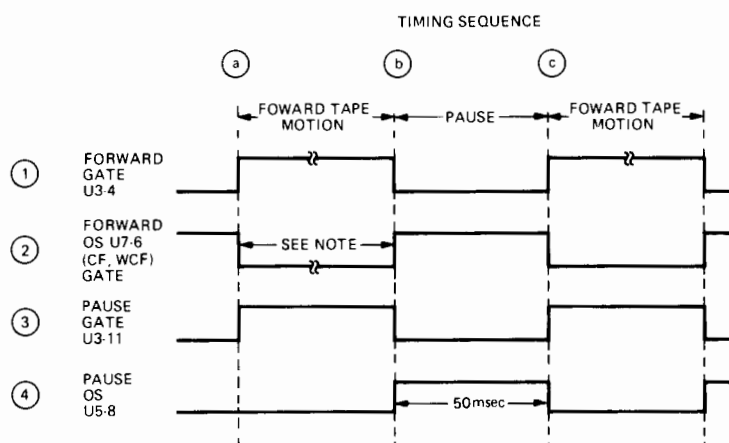 TIMING SEQUENCE
a b c
FOWARD TAPE MOTION
PAUSE
FOWARD TAPE MOTION
1
FORWARD
GATE
U3-4
2
FORWARD
OS U7-6
(CF, WCF)
GATE
SEE NOTE
3
PAUSE
GATE
U3-11
4
PAUSE
OS
U5-8
50msec